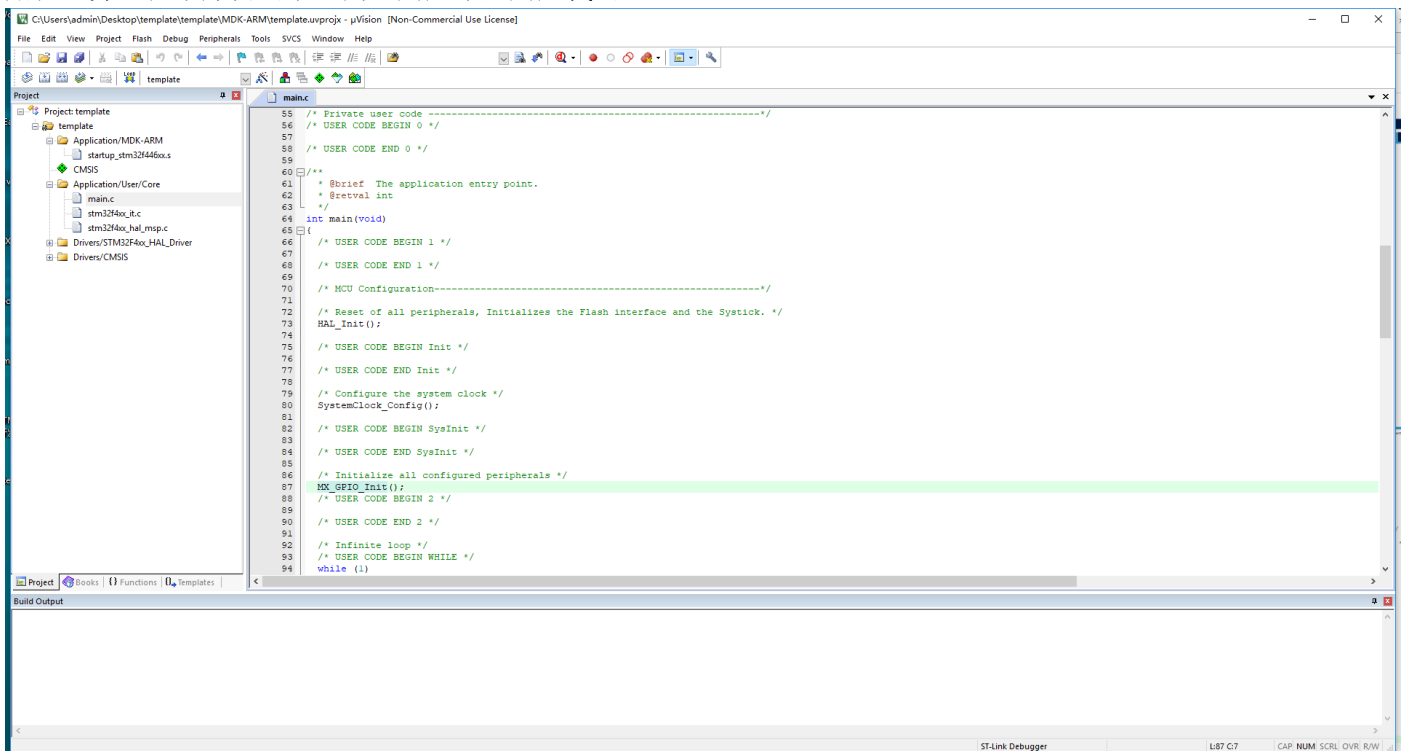 C:\Users\admin\Desktop\template\template\MDK-ARM\template.uvprojx - µVision [Non-Commercial Use License]
File Edit View Project Flash Debug Peripherals Tools SVCS Window Help
template
Project
Project: template
template
Application/MDK-ARM
startup_stm32f446xx.s
CMSIS
Application/User/Core
main.c
stm32f4xx_it.c
stm32f4xx_hal_msp.c
Drivers/STM32F4xx_HAL_Driver
Drivers/CMSIS
Project Books {} Functions Templates
main.c
55 /* Private user code ---------------------------------------------------------*/
56 /* USER CODE BEGIN 0 */
57
58 /* USER CODE END 0 */
59
60 /**
61 * @brief The application entry point.
62 * @retval int
63 */
64 int main(void)
65 {
66 /* USER CODE BEGIN 1 */
67
68 /* USER CODE END 1 */
69
70 /* MCU Configuration--------------------------------------------------------*/
71
72 /* Reset of all peripherals, Initializes the Flash interface and the Systick. */
73 HAL_Init();
74
75 /* USER CODE BEGIN Init */
76
77 /* USER CODE END Init */
78
79 /* Configure the system clock */
80 SystemClock_Config();
81
82 /* USER CODE BEGIN SysInit */
83
84 /* USER CODE END SysInit */
85
86 /* Initialize all configured peripherals */
87 MX_GPIO_Init();
88 /* USER CODE BEGIN 2 */
89
90 /* USER CODE END 2 */
91
92 /* Infinite loop */
93 /* USER CODE BEGIN WHILE */
94 while (1)
Build Output
ST-Link Debugger L:87 C:7 CAP NUM SCRL OVR R/W